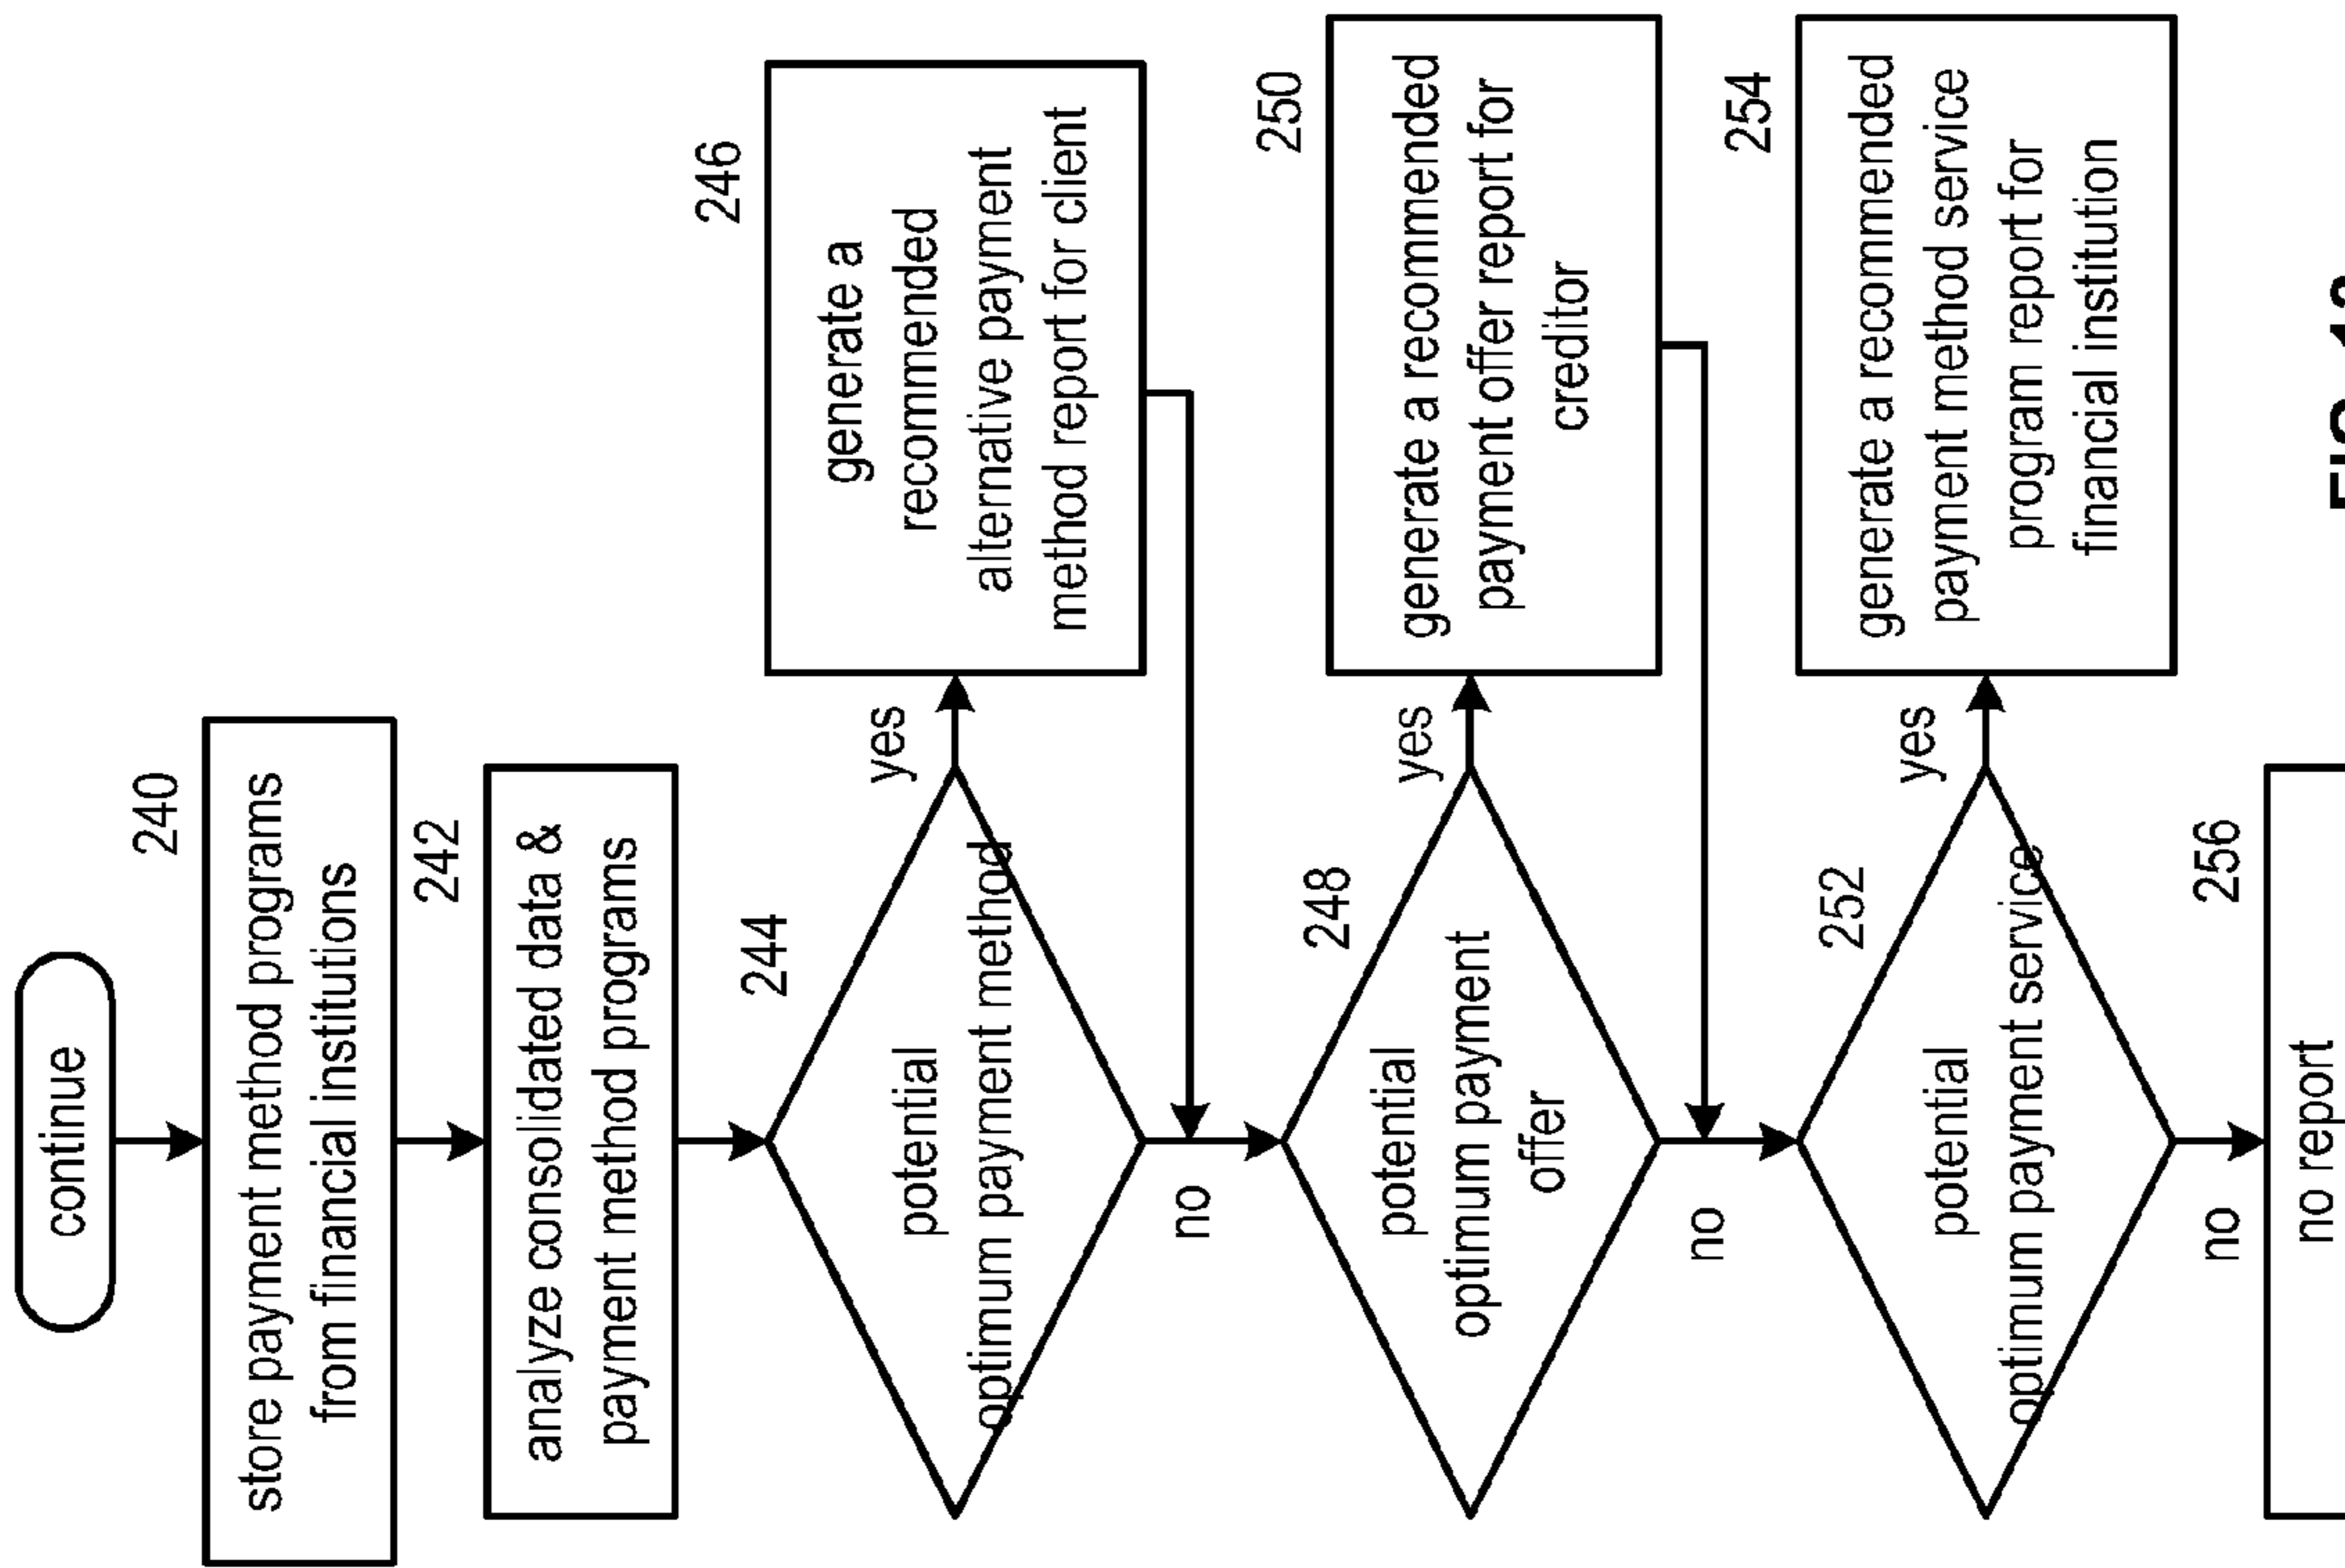 continue
240
store payment method programs
from financial institutions
242
analyze consolidated data &
payment method programs
244
potential
optimum payment method
yes
246
generate a
recommended
alternative payment
method report for client
no
248
potential
optimum payment
offer
yes
250
generate a recommended
payment offer report for
creditor
no
252
potential
optimum payment service
yes
254
generate a recommended
payment method service
program report for
financial institution
no
256
no report